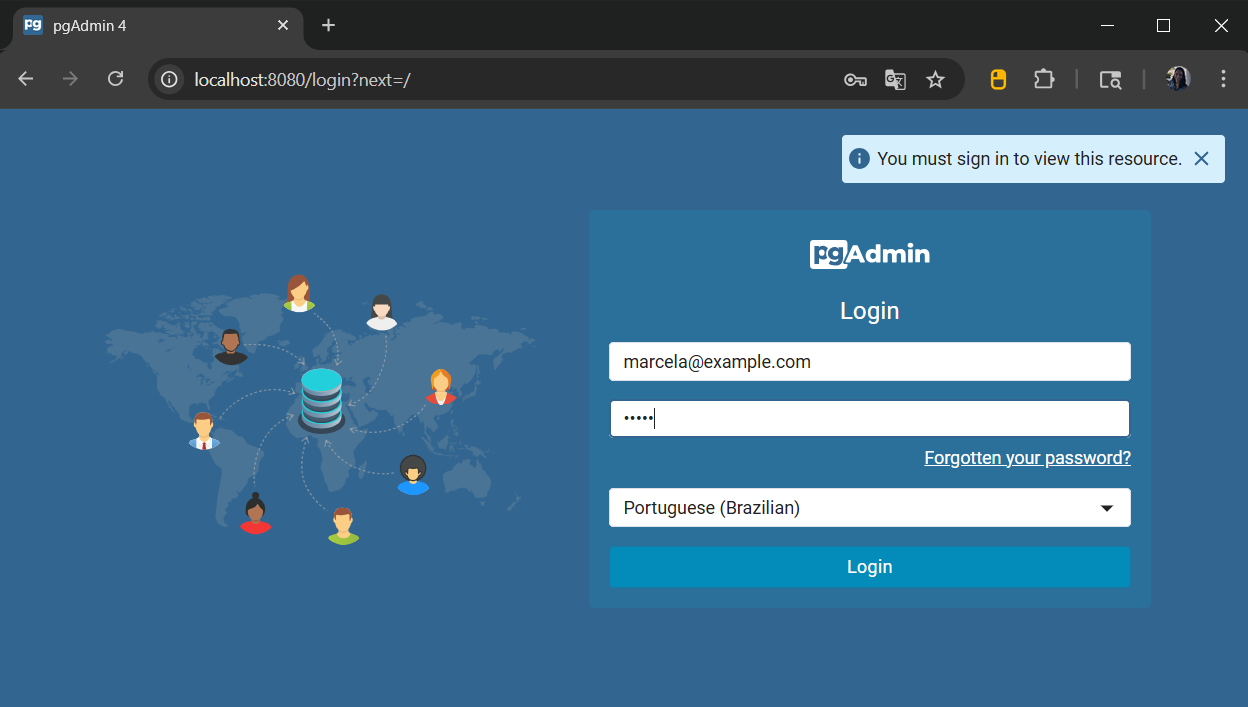 pgAdmin 4
localhost:8080/login?next=/
You must sign in to view this resource.
pgAdmin
Login
marcela@example.com
•••••
Forgotten your password?
Portuguese (Brazilian)
Login